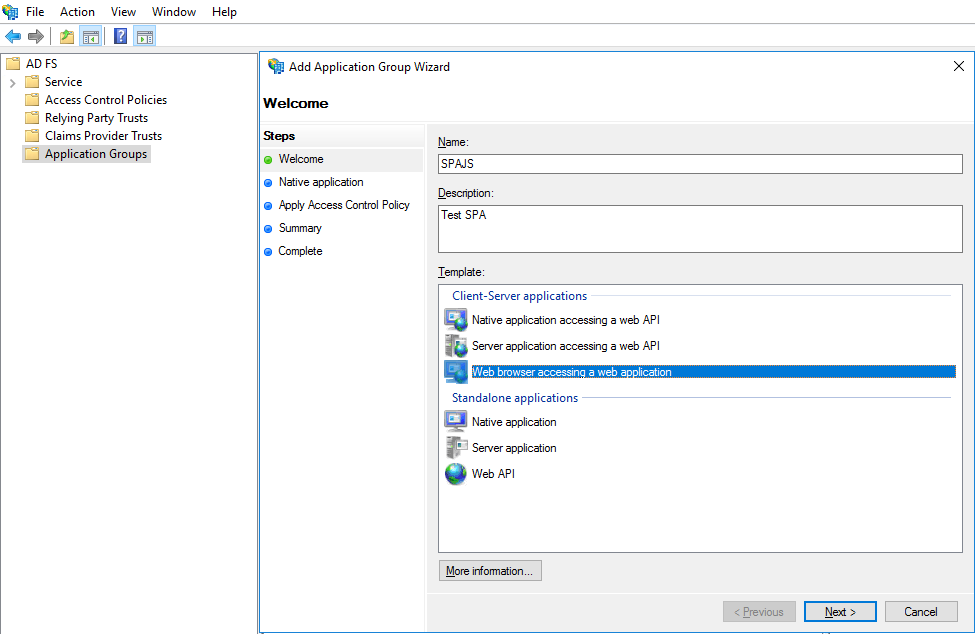 File Action View Window Help
AD FS
Service
Access Control Policies
Relying Party Trusts
Claims Provider Trusts
Application Groups
Add Application Group Wizard
Welcome
Steps
Welcome
Native application
Apply Access Control Policy
Summary
Complete
Name:
SPAJS
Description:
Test SPA
Template:
Client-Server applications
Native application accessing a web API
Server application accessing a web API
Web browser accessing a web application
Standalone applications
Native application
Server application
Web API
More information...
< Previous Next > Cancel